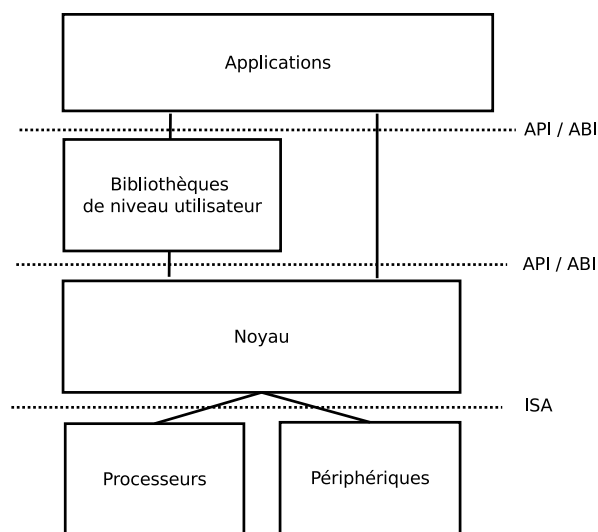 Applications
API / ABI
Bibliothèques
de niveau utilisateur
API / ABI
Noyau
ISA
Processeurs
Périphériques